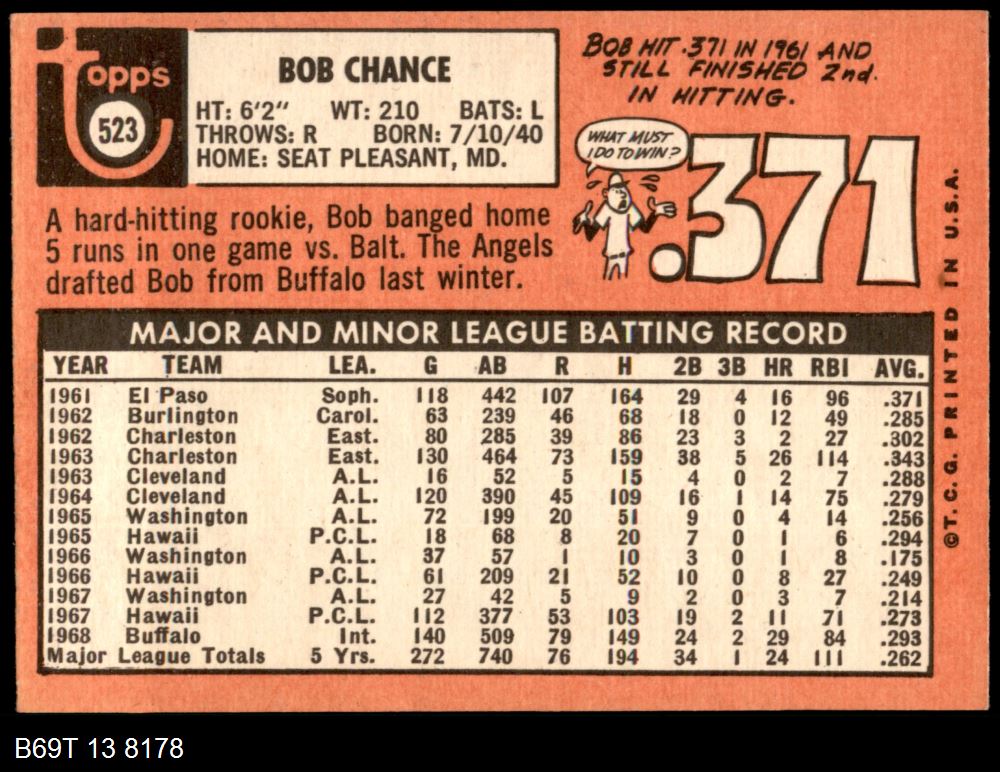 topps
523
BOB CHANCE
HT: 6'2" WT: 210 BATS: L
THROWS: R BORN: 7/10/40
HOME: SEAT PLEASANT, MD.
BOB HIT .371 IN 1961 AND
STILL FINISHED 2nd.
IN HITTING.
WHAT MUST
I DO TO WIN?
.371
A hard-hitting rookie, Bob banged home
5 runs in one game vs. Balt. The Angels
drafted Bob from Buffalo last winter.
MAJOR AND MINOR LEAGUE BATTING RECORD
YEAR TEAM LEA. G AB R H 2B 3B HR RBI AVG.
1961 El Paso Soph. 118 442 107 164 29 4 16 96 .371
1962 Burlington Carol. 63 239 46 68 18 0 12 49 .285
1962 Charleston East. 80 285 39 86 23 3 2 27 .302
1963 Charleston East. 130 464 73 159 38 5 26 114 .343
1963 Cleveland A.L. 16 52 5 15 4 0 2 7 .288
1964 Cleveland A.L. 120 390 45 109 16 1 14 75 .279
1965 Washington A.L. 72 199 20 51 9 0 4 14 .256
1965 Hawaii P.C.L. 18 68 8 20 7 0 1 6 .294
1966 Washington A.L. 37 57 1 10 3 0 1 8 .175
1966 Hawaii P.C.L. 61 209 21 52 10 0 8 27 .249
1967 Washington A.L. 27 42 5 9 2 0 3 7 .214
1967 Hawaii P.C.L. 112 377 53 103 19 2 11 71 .273
1968 Buffalo Int. 140 509 79 149 24 2 29 84 .293
Major League Totals 5 Yrs. 272 740 76 194 34 1 24 111 .262
©T.C.G. PRINTED IN U.S.A.
B69T 13 8178